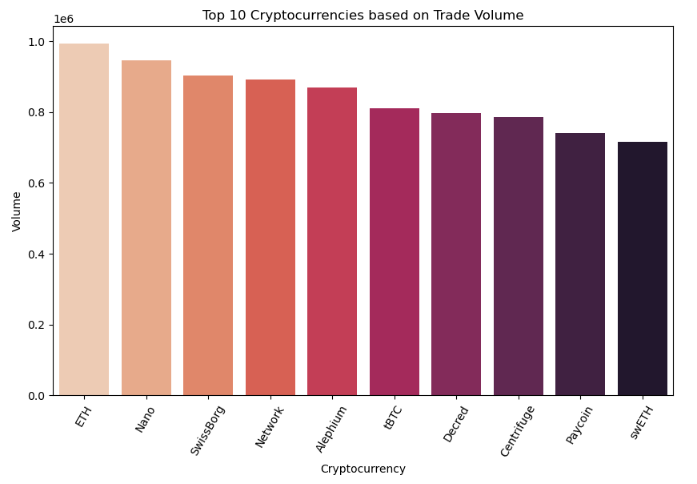 Top 10 Cryptocurrencies based on Trade Volume
1e6
1.0
0.8
0.6
0.4
0.2
0.0
Volume
ETH
Nano
SwissBorg
Network
Alephium
tBTC
Decred
Centrifuge
Paycoin
swETH
Cryptocurrency